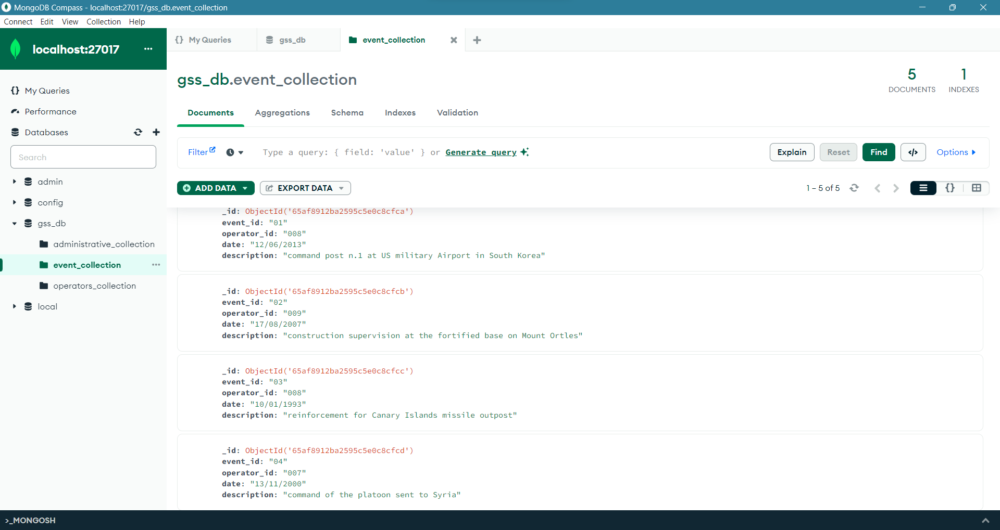 MongoDB Compass - localhost:27017/gss_db.event_collection
Connect Edit View Collection Help
localhost:27017
My Queries
gss_db
event_collection
My Queries
Performance
Databases
Search
admin
config
gss_db
administrative_collection
event_collection
operators_collection
local
gss_db.event_collection
5
DOCUMENTS
1
INDEXES
Documents Aggregations Schema Indexes Validation
Filter Type a query: { field: 'value' } or Generate query Explain Reset Find </> Options
ADD DATA EXPORT DATA 1 – 5 of 5 {}
_id: ObjectId('65af8912ba2595c5e0c8cfca')
event_id: "01"
operator_id: "008"
date: "12/06/2013"
description: "command post n.1 at US military Airport in South Korea"
_id: ObjectId('65af8912ba2595c5e0c8cfcb')
event_id: "02"
operator_id: "009"
date: "17/08/2007"
description: "construction supervision at the fortified base on Mount Ortles"
_id: ObjectId('65af8912ba2595c5e0c8cfcc')
event_id: "03"
operator_id: "008"
date: "10/01/1993"
description: "reinforcement for Canary Islands missile outpost"
_id: ObjectId('65af8912ba2595c5e0c8cfcd')
event_id: "04"
operator_id: "007"
date: "13/11/2000"
description: "command of the platoon sent to Syria"
>_MONGOSH